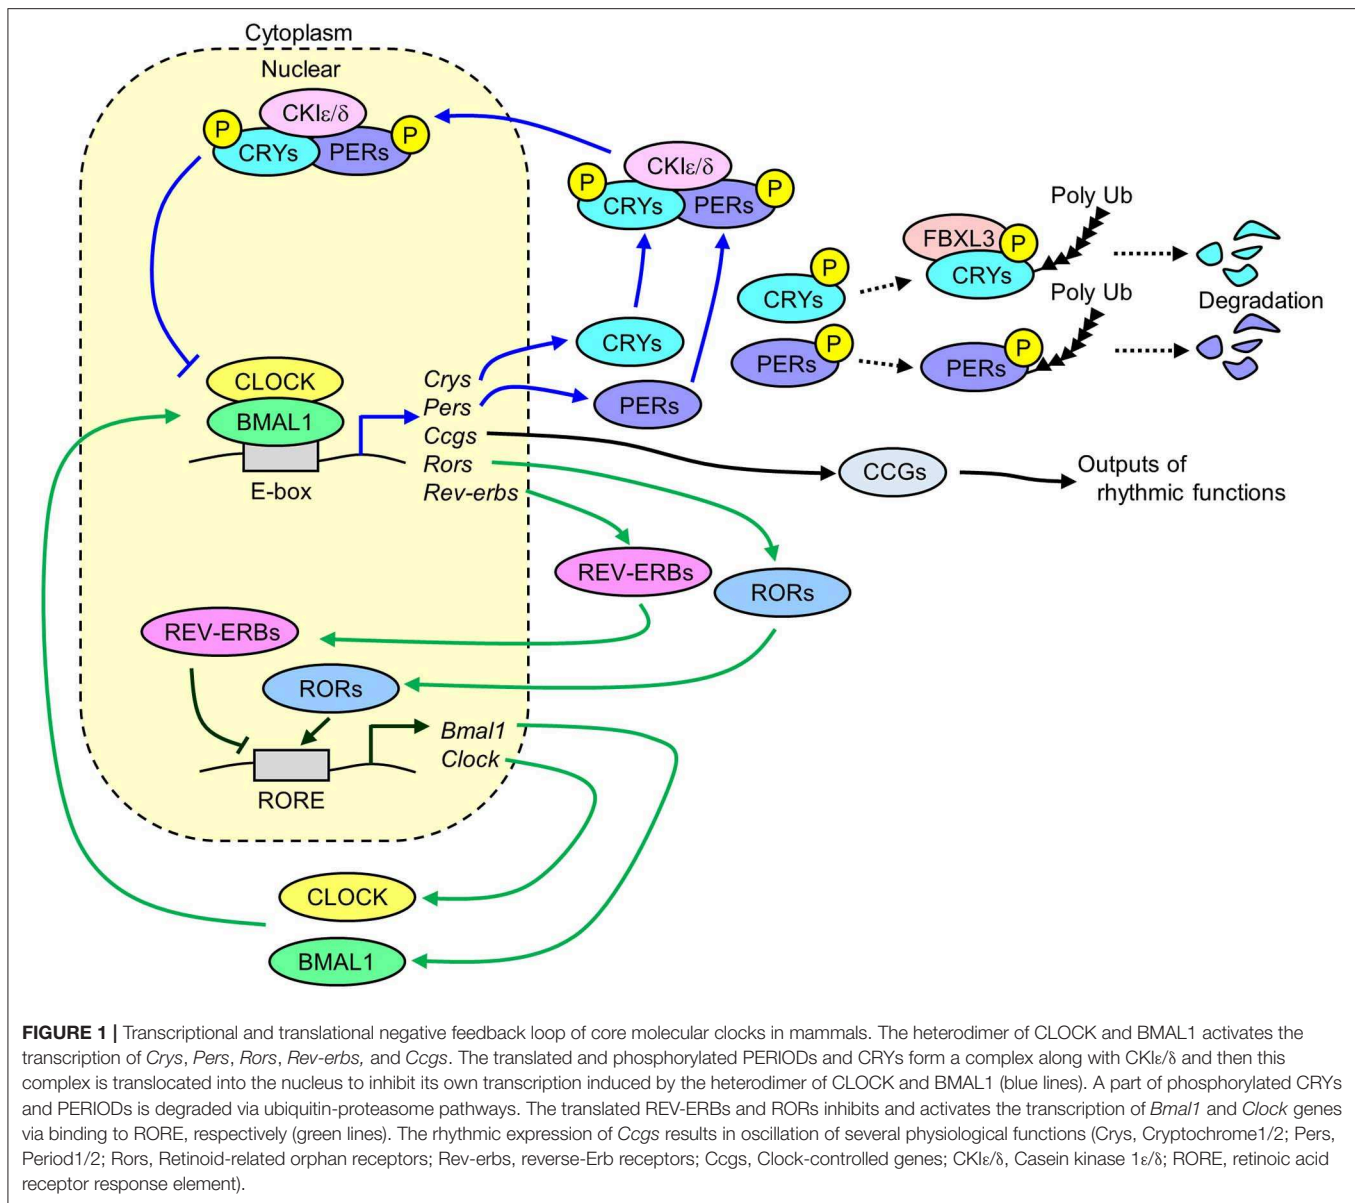 Cytoplasm
Nuclear
CKIε/δ
P
P
CRYs
PERs
CKIε/δ
P
P
CRYs
PERs
Poly Ub
FBXL3
P
CRYs
P
CRYs
Degradation
Poly Ub
P
PERs
P
PERs
CRYs
PERs
CLOCK
BMAL1
E-box
Crys
Pers
Ccgs
Rors
Rev-erbs
CCGs
Outputs of
rhythmic functions
REV-ERBs
RORs
REV-ERBs
RORs
RORE
Bmal1
Clock
CLOCK
BMAL1
FIGURE 1 | Transcriptional and translational negative feedback loop of core molecular clocks in mammals. The heterodimer of CLOCK and BMAL1 activates the
transcription of Crys, Pers, Rors, Rev-erbs, and Ccgs. The translated and phosphorylated PERIODs and CRYs form a complex along with CKIε/δ and then this
complex is translocated into the nucleus to inhibit its own transcription induced by the heterodimer of CLOCK and BMAL1 (blue lines). A part of phosphorylated CRYs
and PERIODs is degraded via ubiquitin-proteasome pathways. The translated REV-ERBs and RORs inhibits and activates the transcription of Bmal1 and Clock genes
via binding to RORE, respectively (green lines). The rhythmic expression of Ccgs results in oscillation of several physiological functions (Crys, Cryptochrome1/2; Pers,
Period1/2; Rors, Retinoid-related orphan receptors; Rev-erbs, reverse-Erb receptors; Ccgs, Clock-controlled genes; CKIε/δ, Casein kinase 1ε/δ; RORE, retinoic acid
receptor response element).